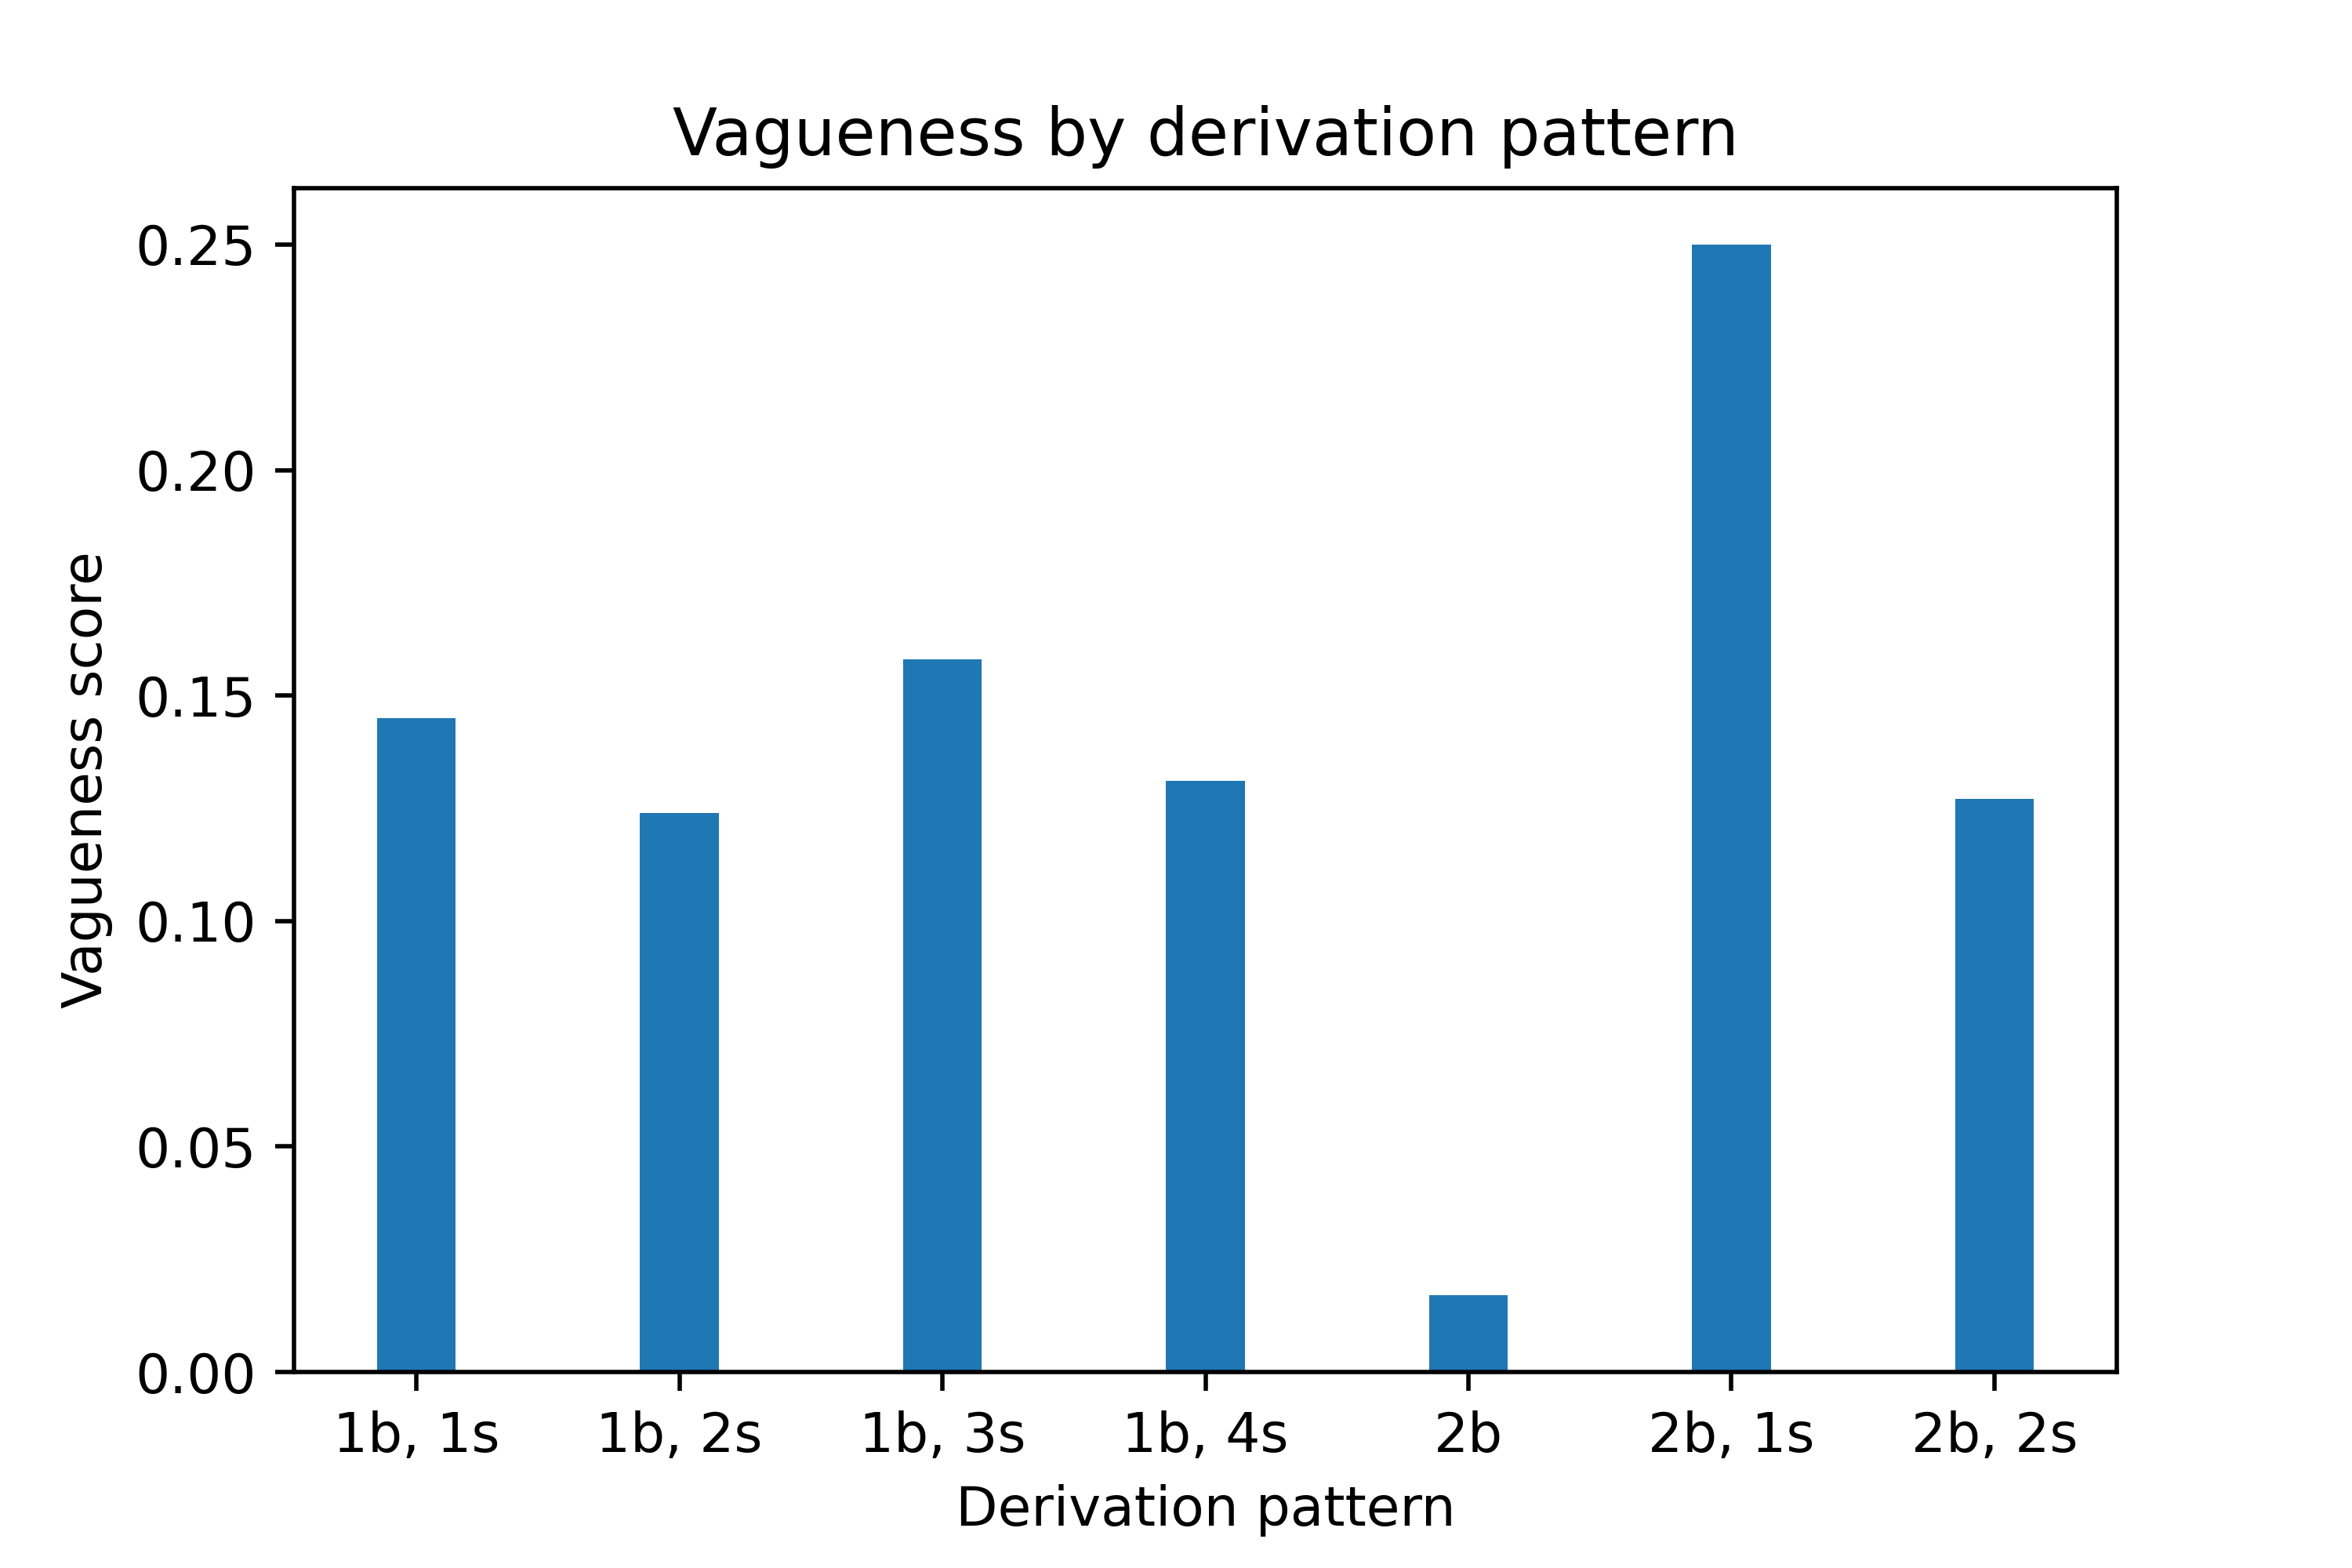 Vagueness by derivation pattern
Vagueness score
0.25
0.20
0.15
0.10
0.05
0.00
1b, 1s 1b, 2s 1b, 3s 1b, 4s 2b 2b, 1s 2b, 2s
Derivation pattern